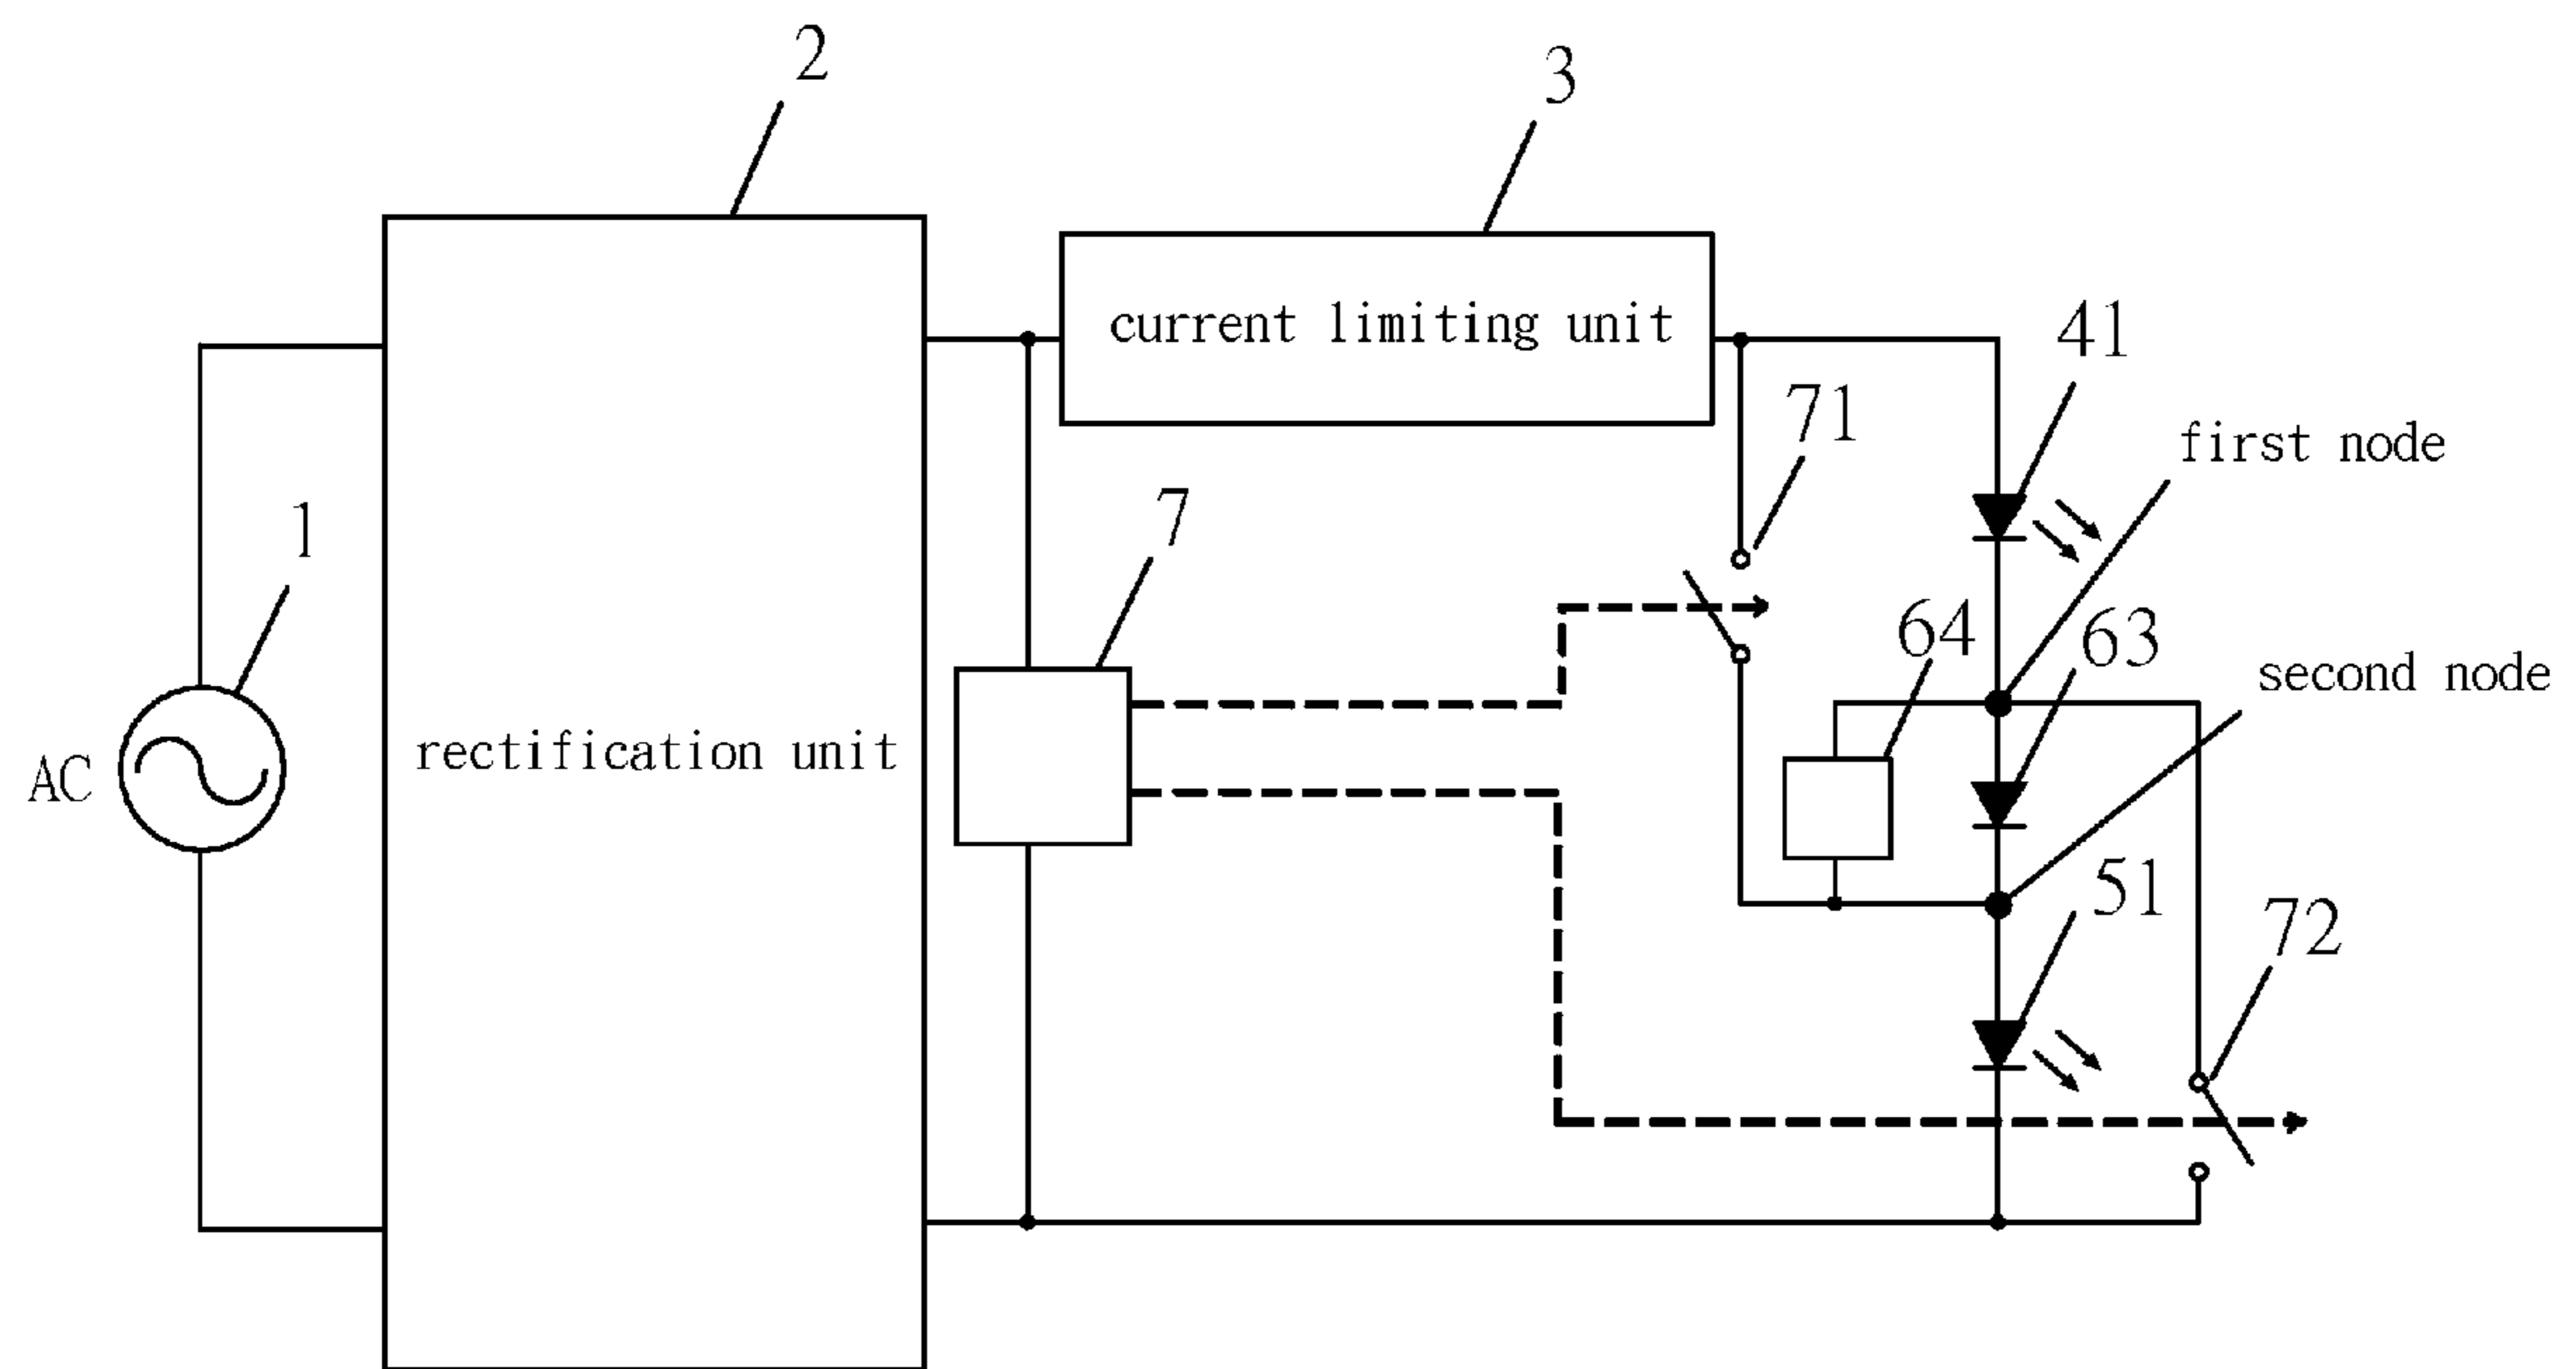 2
3
41
first node
71
1
7
64
63
second node
current limiting unit
rectification unit
AC
51
72